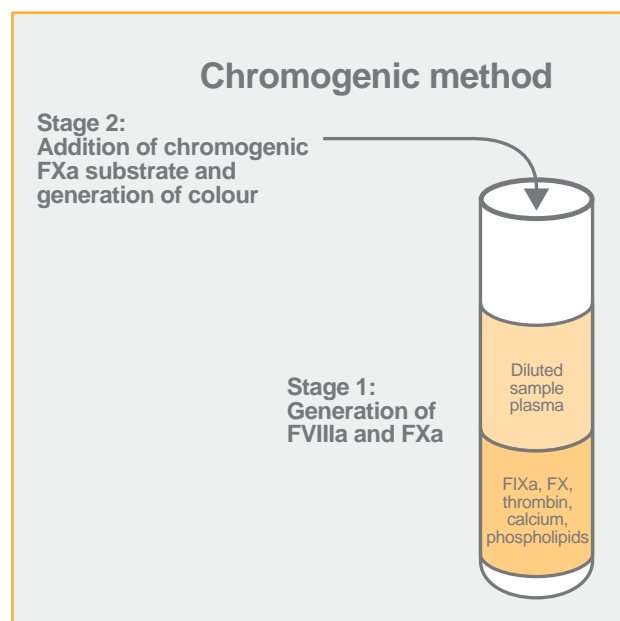 Chromogenic method
Stage 2:
Addition of chromogenic
FXa substrate and
generation of colour
Stage 1:
Generation of
FVIIIa and FXa
Diluted
sample
plasma
FIXa, FX,
thrombin,
calcium,
phospholipids